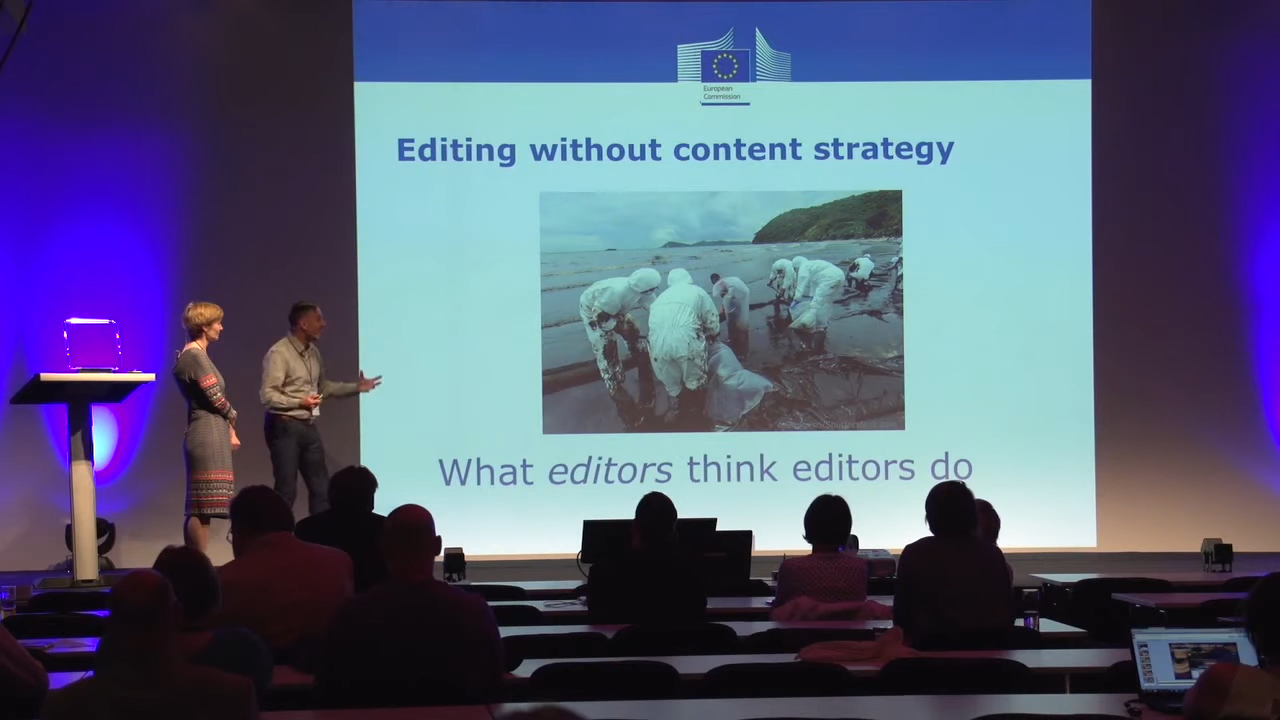 European
Commission
Editing without content strategy
What editors think editors do